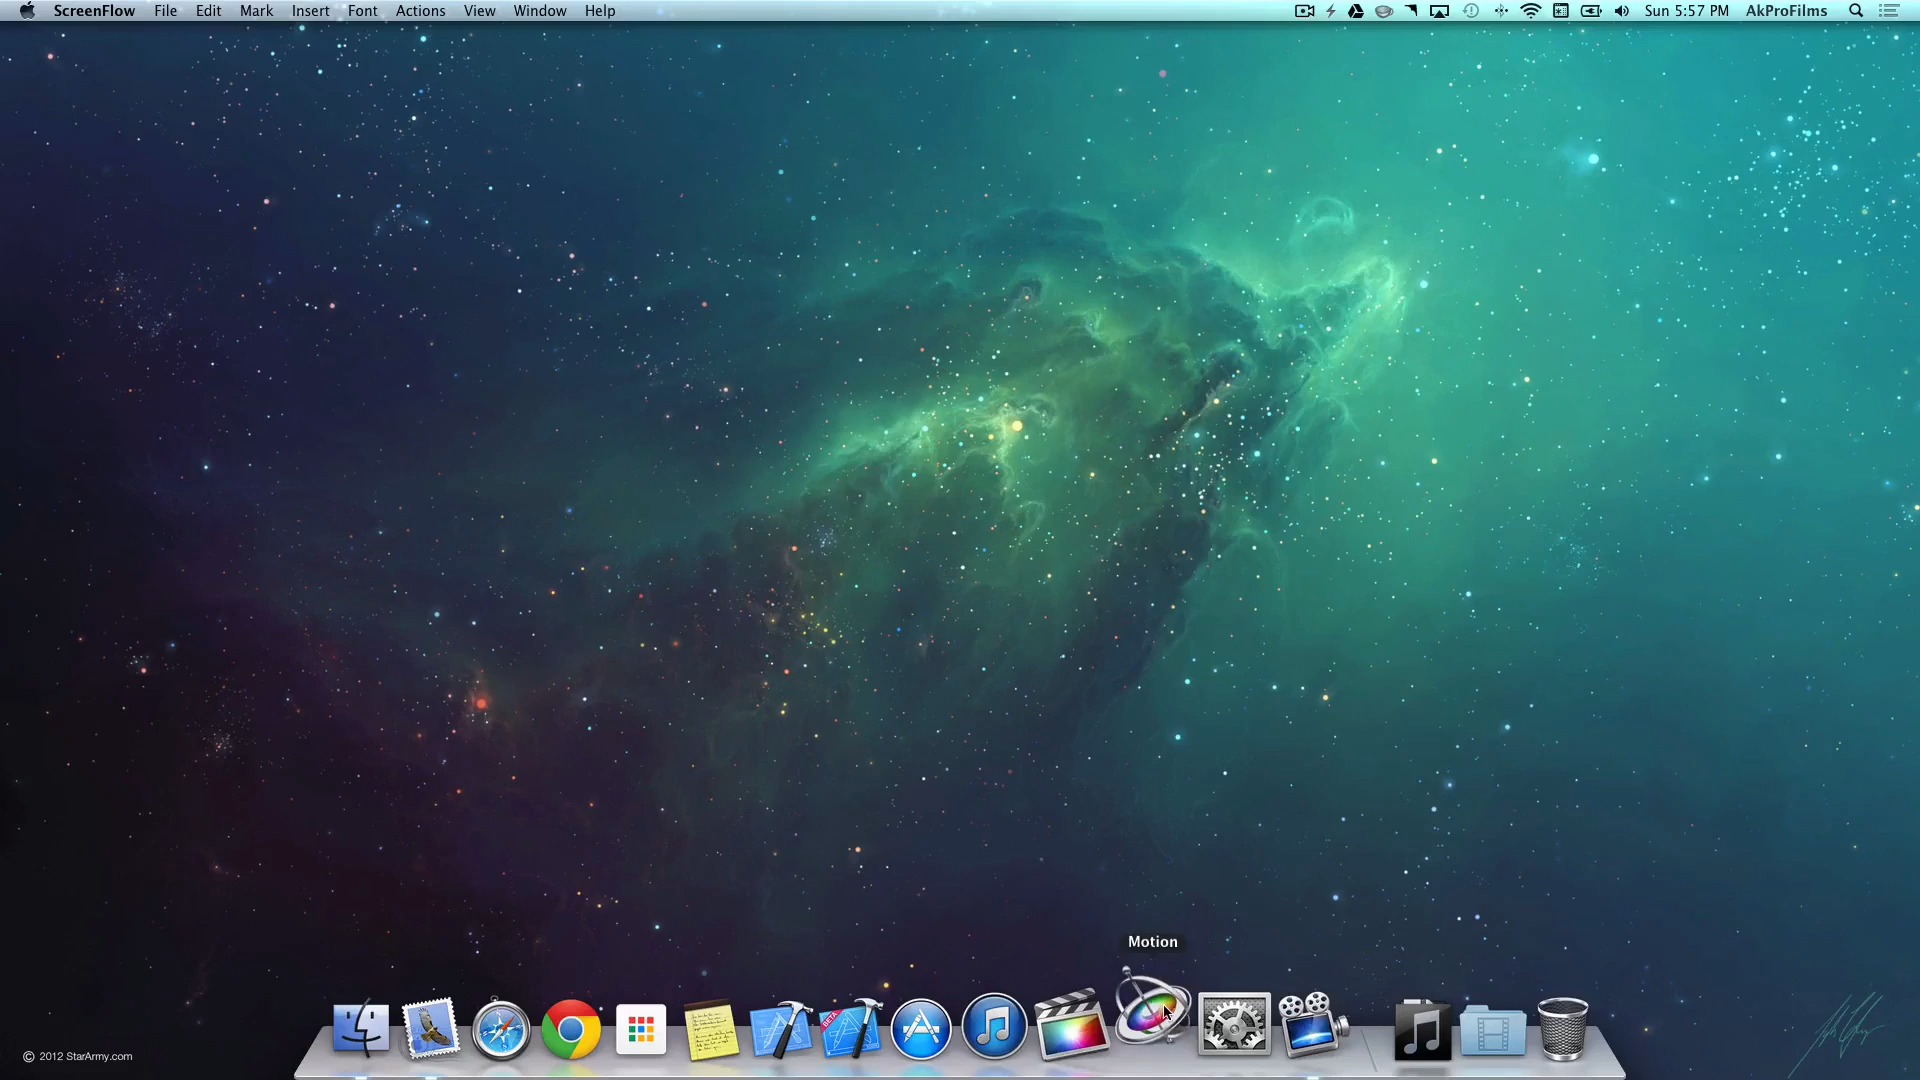 ScreenFlow File Edit Mark Insert Font Actions View Window Help Sun 5:57 PM AkProFilms
Motion
BETA
© 2012 StarArmy.com